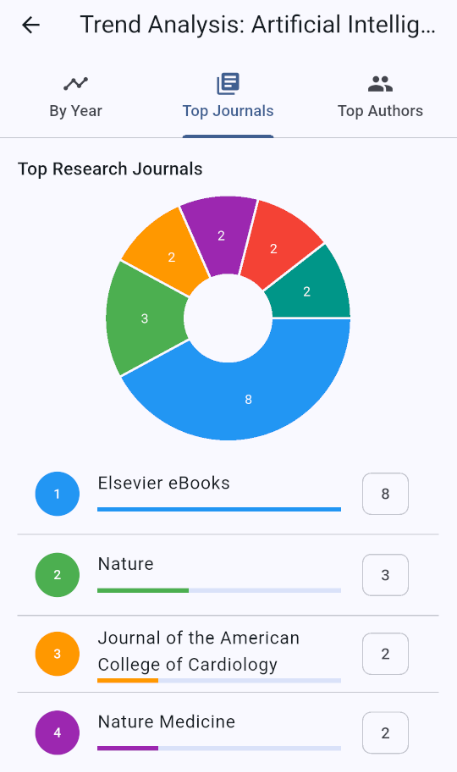 Trend Analysis: Artificial Intellig...
By Year
Top Journals
Top Authors
Top Research Journals
2
2
2
2
3
8
1
Elsevier eBooks
8
2
Nature
3
3
Journal of the American
College of Cardiology
2
4
Nature Medicine
2